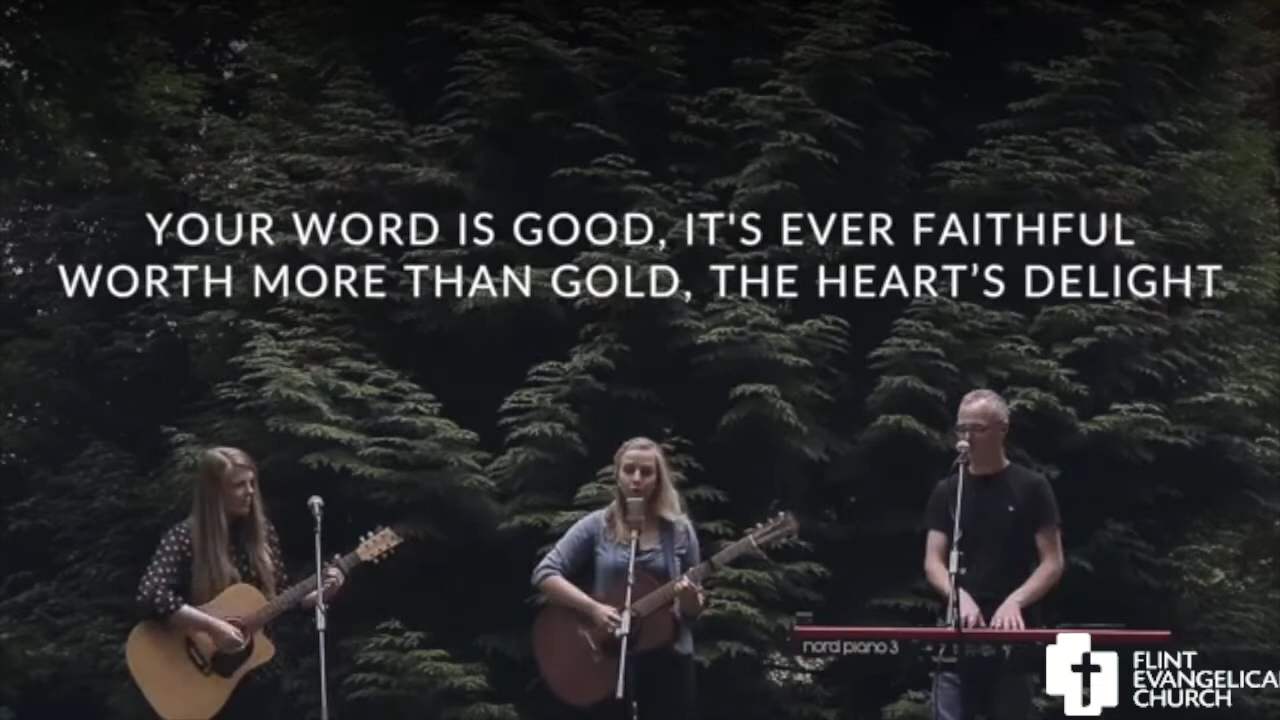 YOUR WORD IS GOOD, IT'S EVER FAITHFUL
WORTH MORE THAN GOLD, THE HEART’S DELIGHT
nord piano 3
FLINT
EVANGELICA
CHURCH